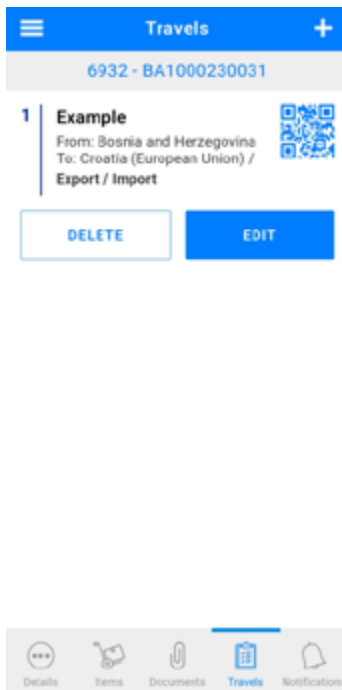 Travels
6932 - BA1000230031
1 Example
From: Bosnia and Herzegovina
To: Croatia (European Union) /
Export / Import
DELETE EDIT
Details Items Documents Travels Notification